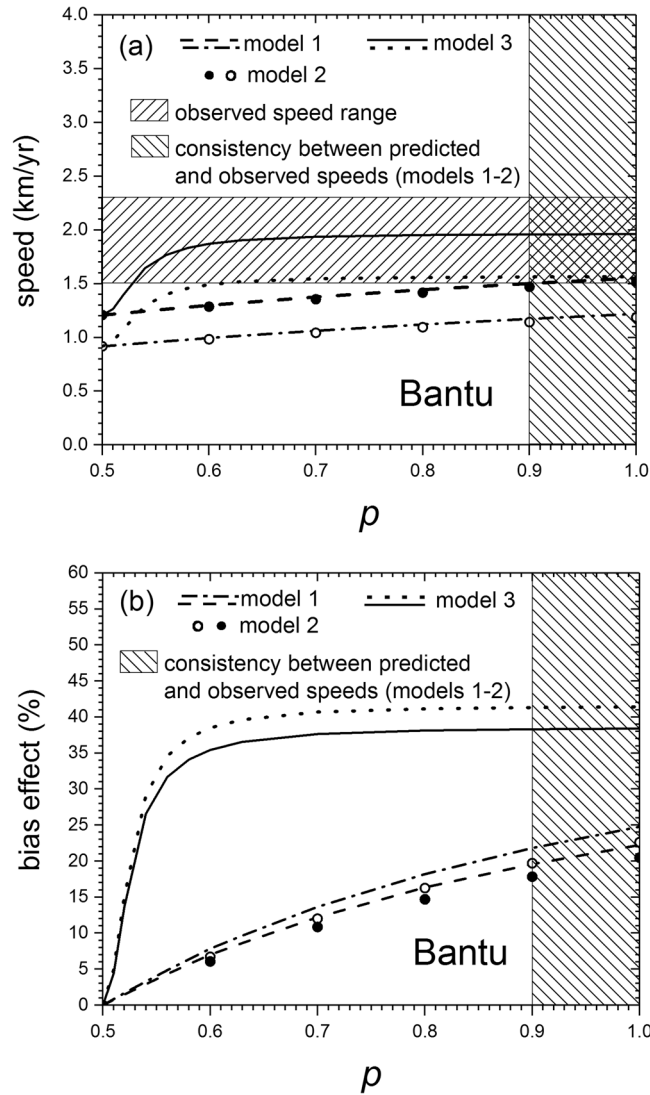 (a)
model 1
model 3
model 2
observed speed range
consistency between predicted
and observed speeds (models 1-2)
speed (km/yr)
4.0
3.5
3.0
2.5
2.0
1.5
1.0
0.5
0.0
Bantu
0.5 0.6 0.7 0.8 0.9 1.0
p
(b)
model 1
model 3
model 2
consistency between predicted
and observed speeds (models 1-2)
bias effect (%)
60
55
50
45
40
35
30
25
20
15
10
5
0
Bantu
0.5 0.6 0.7 0.8 0.9 1.0
p